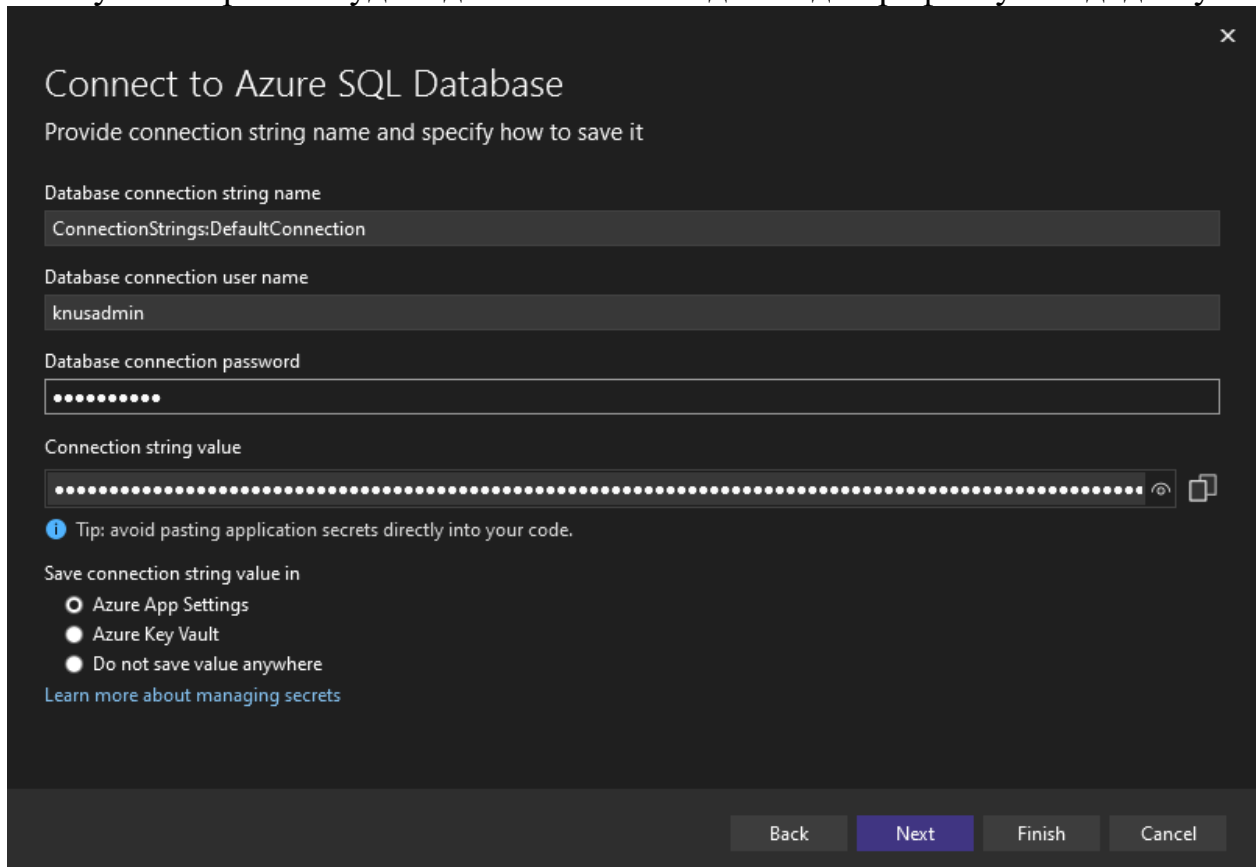 Connect to Azure SQL Database
Provide connection string name and specify how to save it
Database connection string name
ConnectionStrings:DefaultConnection
Database connection user name
knusadmin
Database connection password
Connection string value
Tip: avoid pasting application secrets directly into your code.
Save connection string value in
Azure App Settings
Azure Key Vault
Do not save value anywhere
Learn more about managing secrets
Back Next Finish Cancel